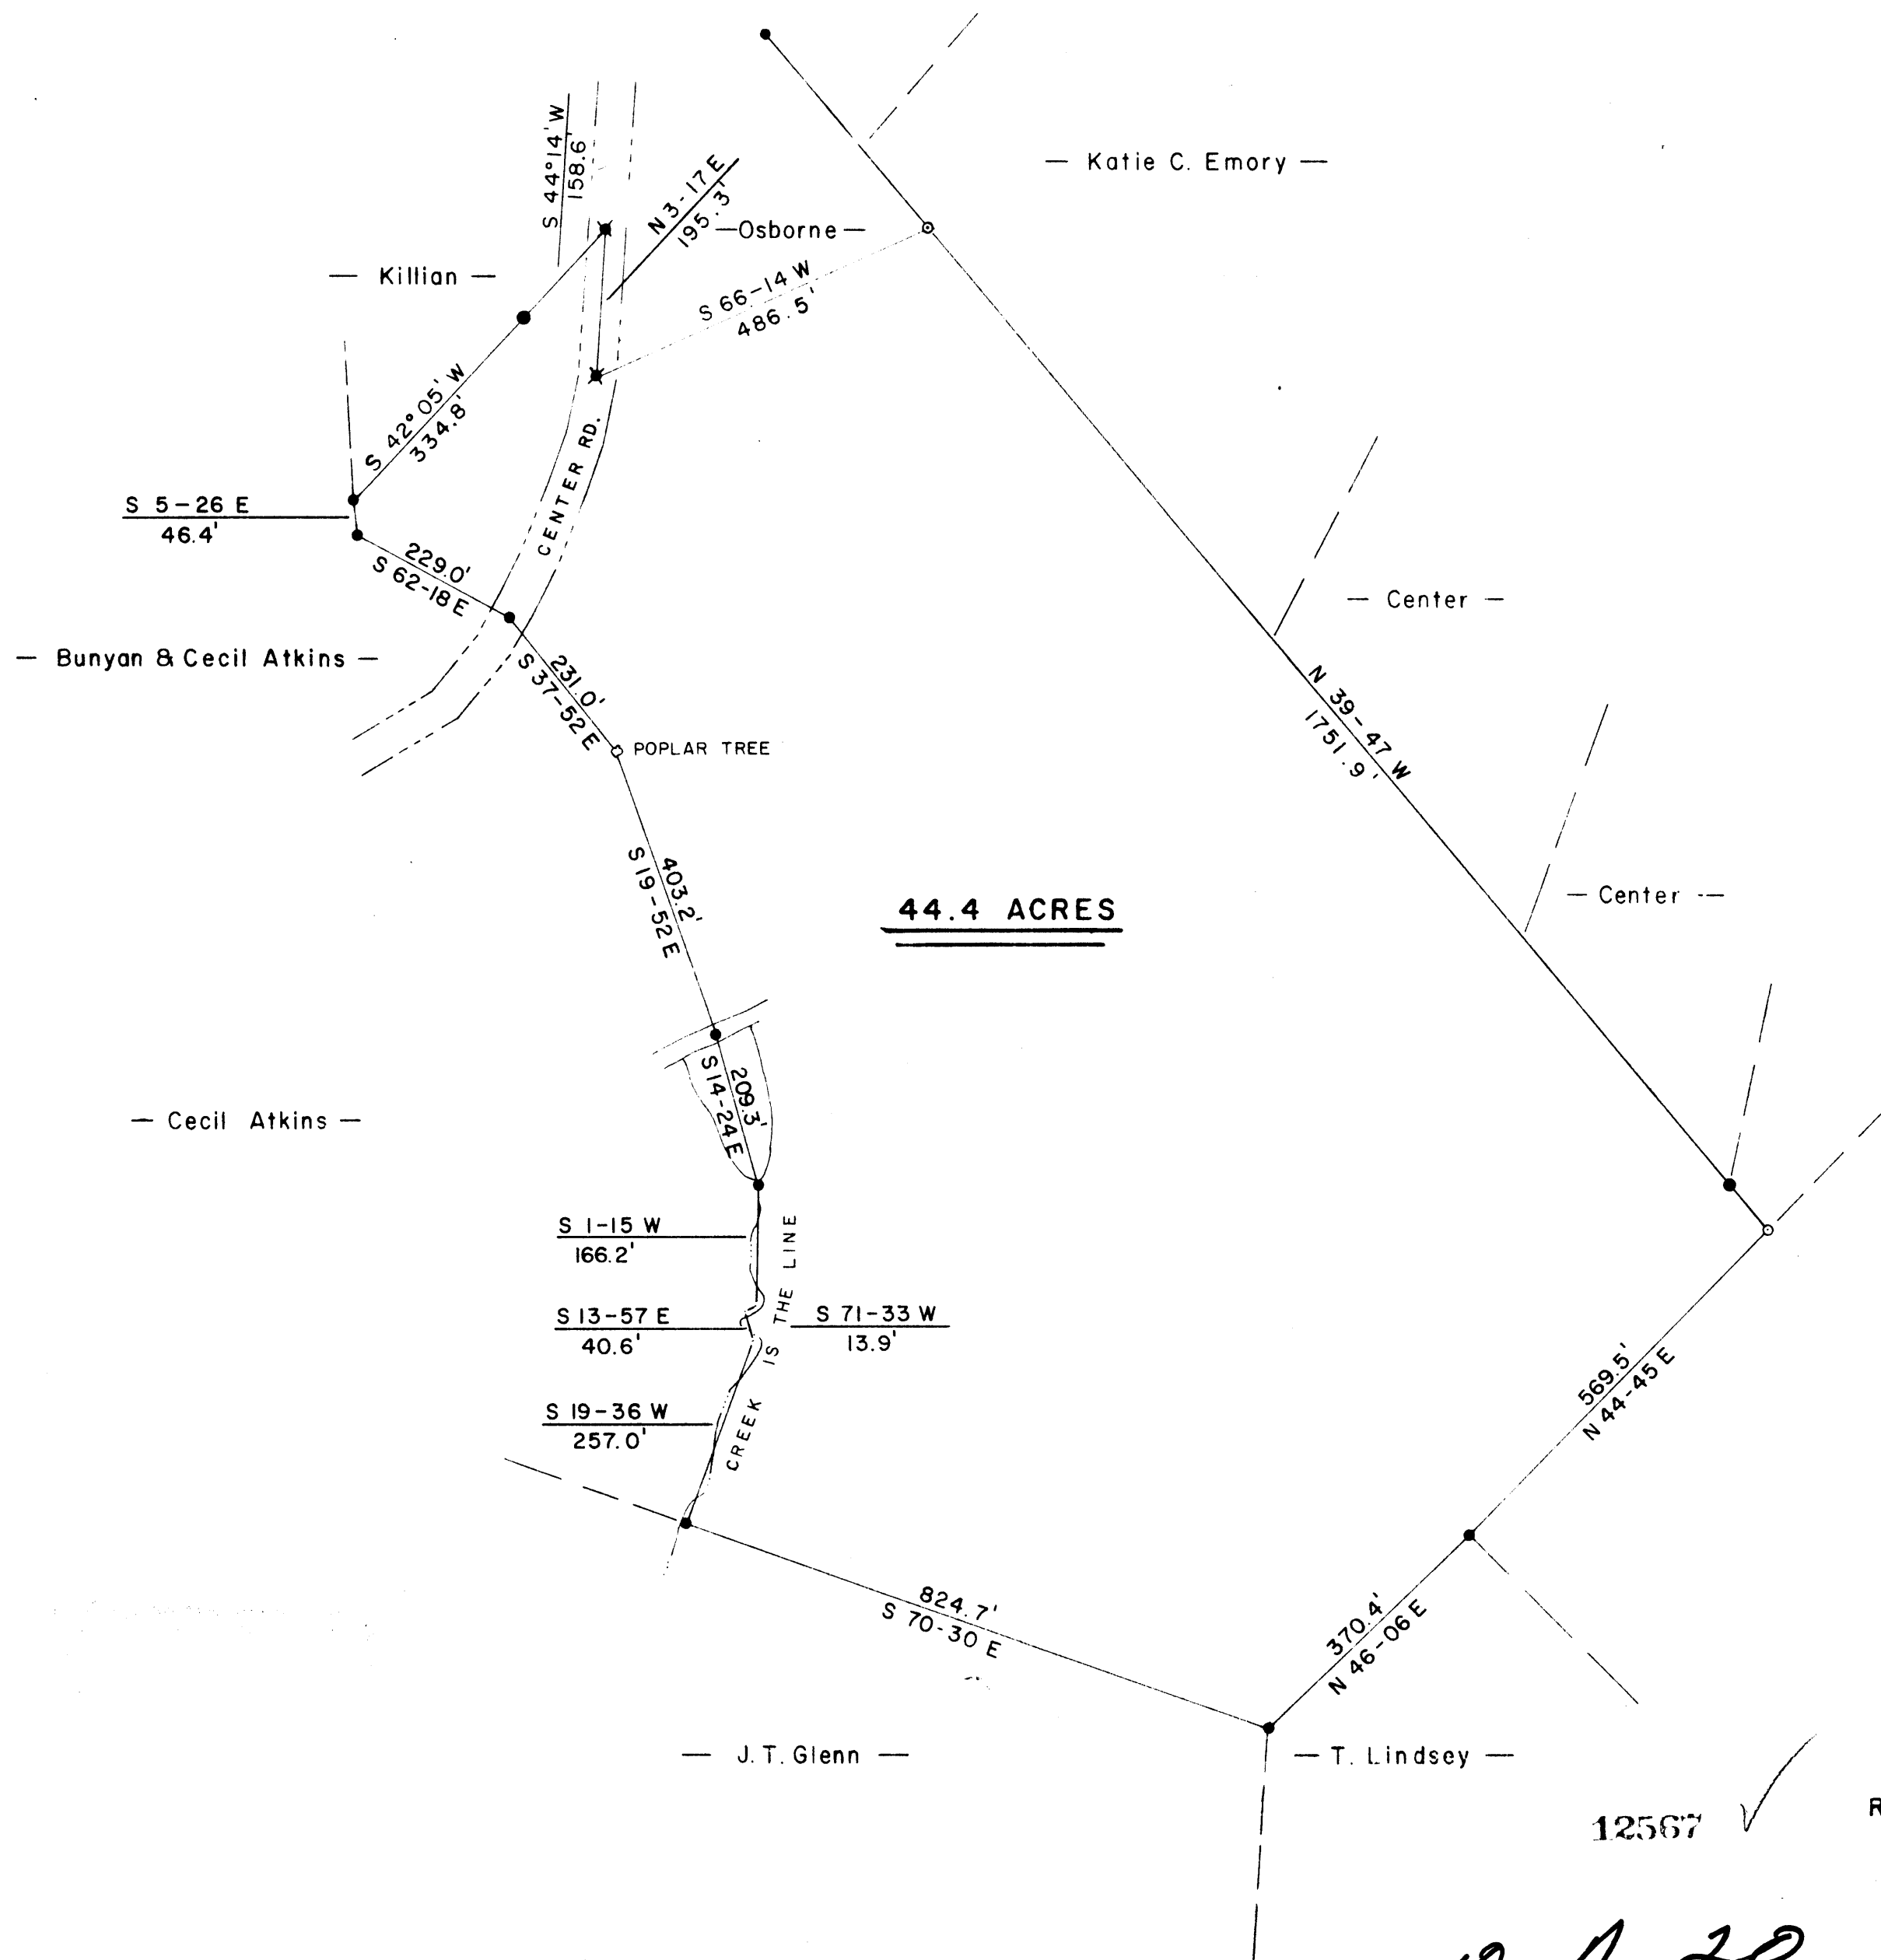 — Katie C. Emory —
S 44°14' W
158.6'
N 3-17 E
195.3'
— Osborne —
— Killian —
S 66-14 W
486.5'
S 42° 05' W
334.8'
CENTER RD.
S 5-26 E
46.4'
229.0'
S 62-18 E
— Center —
— Bunyan & Cecil Atkins —
231.0'
S 37-52 E
N 39-47 W
1751.9'
POPLAR TREE
403.2'
S 19-52 E
44.4 ACRES
— Center —
209.3'
S 14-24 E
— Cecil Atkins —
S 1-15 W
166.2'
S 13-57 E
40.6'
S 71-33 W
13.9'
CREEK IS THE LINE
S 19-36 W
257.0'
569.5'
N 44-45 E
824.7'
S 70-30 E
370.4'
N 46-06 E
— J.T. Glenn —
— T. Lindsey —
12567
R